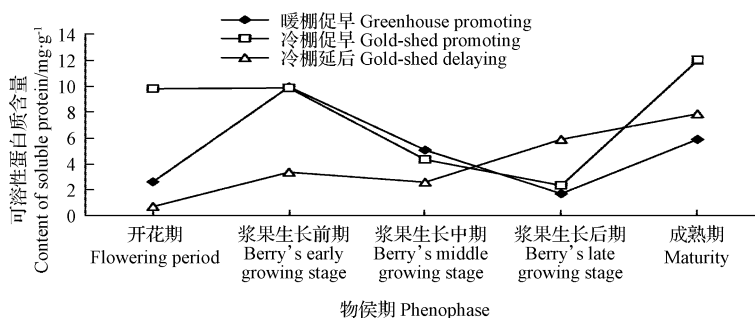 暖棚促早 Greenhouse promoting
冷棚促早 Gold-shed promoting
冷棚延后 Gold-shed delaying
可溶性蛋白质含量
Content of soluble protein/mg·g-1
14
12
10
8
6
4
2
0
开花期
Flowering period
浆果生长前期
Berry's early
growing stage
浆果生长中期
Berry's middle
growing stage
浆果生长后期
Berry's late
growing stage
成熟期
Maturity
物侯期 Phenophase